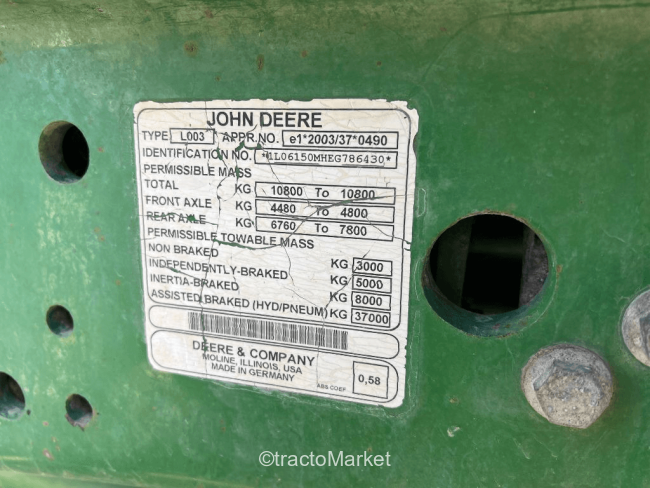 JOHN DEERE
TYPE L003 APPR.NO. e1*2003/37*0490
IDENTIFICATION NO. *1L06150MHEG786430*
PERMISSIBLE MASS
TOTAL KG 10800 To 10800
FRONT AXLE KG 4480 To 4800
REAR AXLE KG 6760 To 7800
PERMISSIBLE TOWABLE MASS
NON BRAKED KG 3000
INDEPENDENTLY-BRAKED KG 5000
INERTIA-BRAKED KG 8000
ASSISTED BRAKED (HYD/PNEUM) KG 37000
DEERE & COMPANY
MOLINE, ILLINOIS, USA
MADE IN GERMANY
ABS COEF 0,58
©tractoMarket